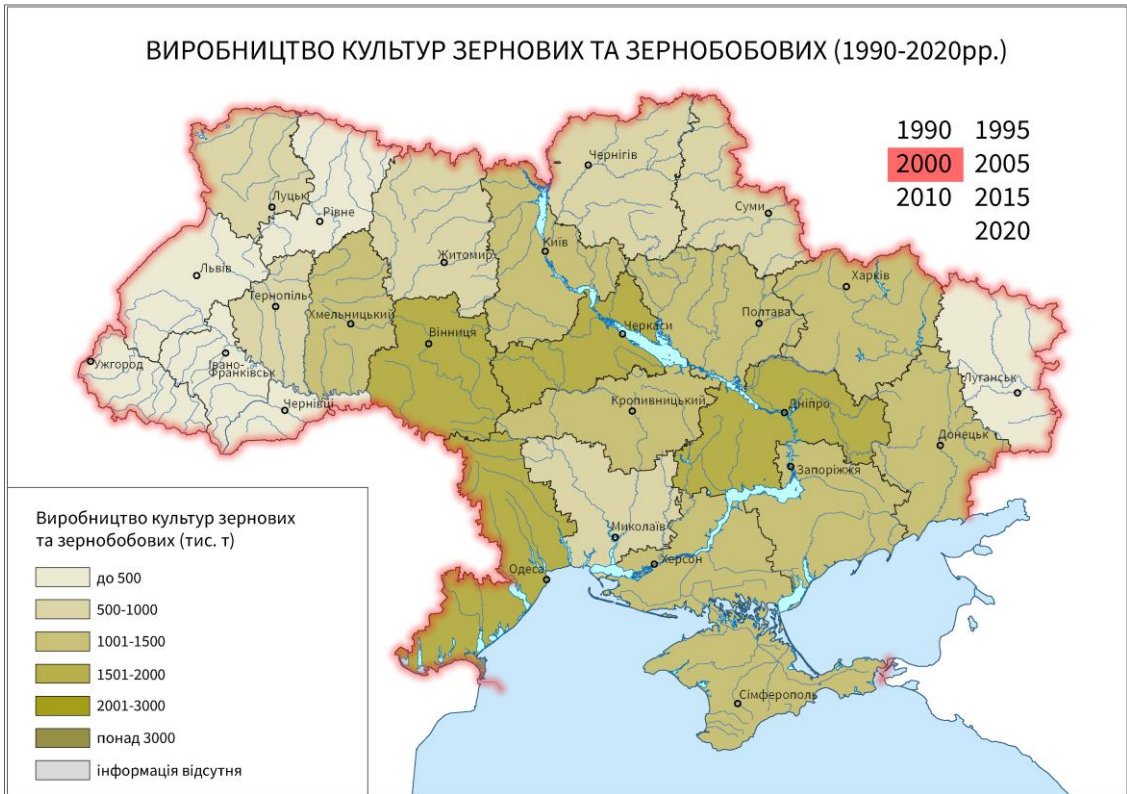 ВИРОБНИЦТВО КУЛЬТУР ЗЕРНОВИХ ТА ЗЕРНОБОБОВИХ (1990-2020рр.)
1990 1995
2000 2005
2010 2015
2020
Чернігів
Луцьк
Рівне
Суми
Київ
Житомир
Львів
Харків
Тернопіль
Хмельницький
Полтава
Вінниця
Черкаси
Ужгород
Івано-
Франківськ
Луганськ
Чернівці
Кропивницький
Дніпро
Донецьк
Запоріжжя
Миколаїв
Херсон
Одеса
Сімферополь
Виробництво культур зернових
та зернобобових (тис. т)
до 500
500-1000
1001-1500
1501-2000
2001-3000
понад 3000
інформація відсутня